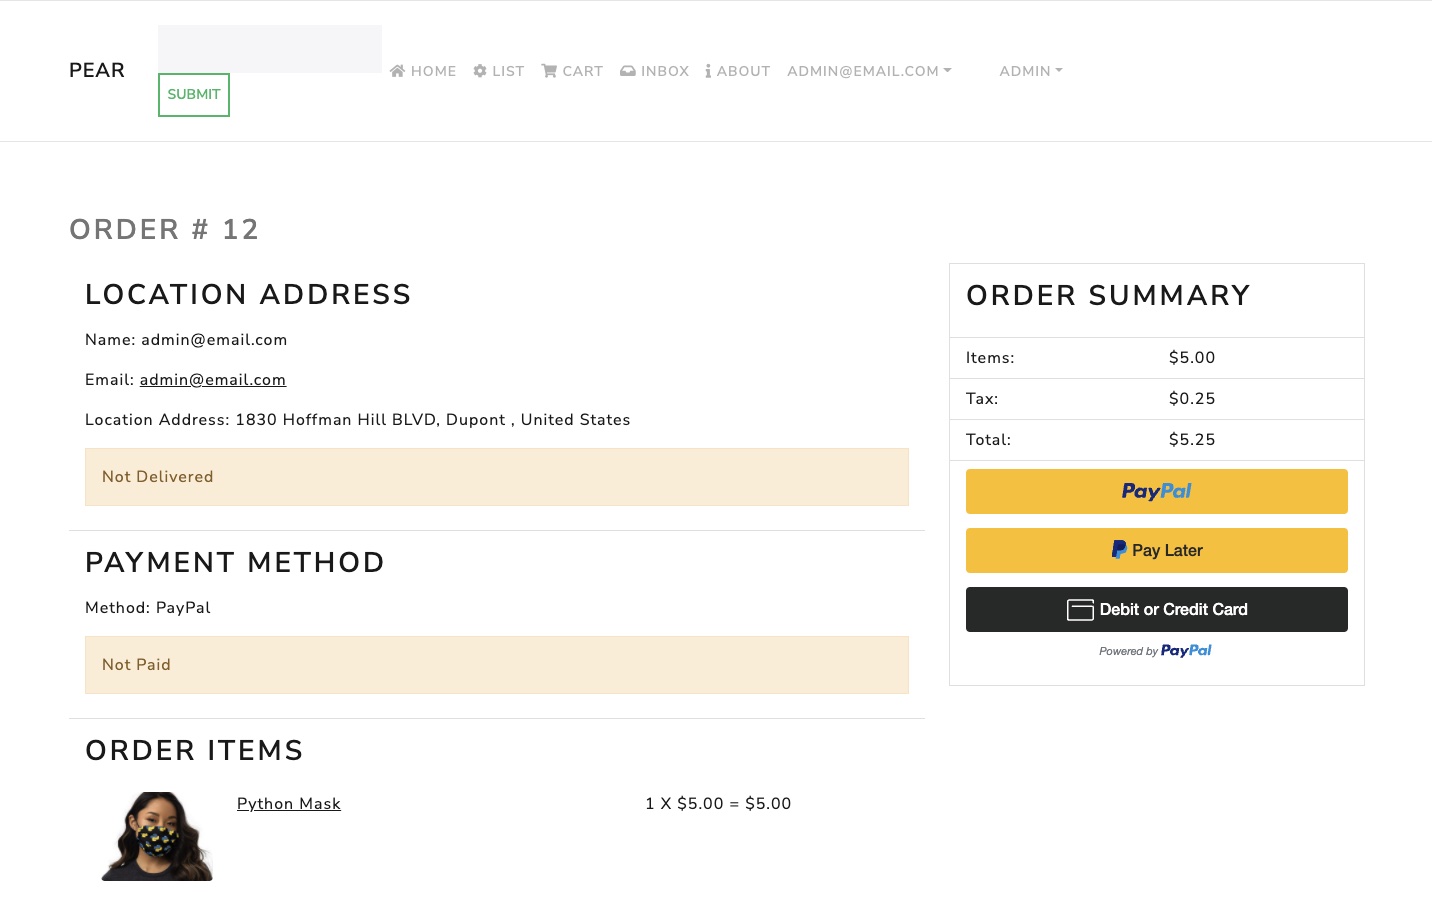 PEAR
SUBMIT
HOME LIST CART INBOX ABOUT ADMIN@EMAIL.COM ADMIN
ORDER # 12
LOCATION ADDRESS
Name: admin@email.com
Email: admin@email.com
Location Address: 1830 Hoffman Hill BLVD, Dupont , United States
Not Delivered
PAYMENT METHOD
Method: PayPal
Not Paid
ORDER ITEMS
Python Mask 1 X $5.00 = $5.00
ORDER SUMMARY
Items: $5.00
Tax: $0.25
Total: $5.25
PayPal
Pay Later
Debit or Credit Card
Powered by PayPal